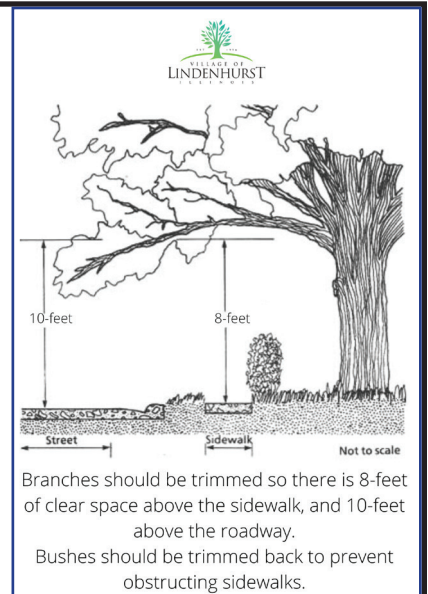 VILLAGE OF
LINDENHURST
ILLINOIS
10-feet
8-feet
Street
Sidewalk
Not to scale
Branches should be trimmed so there is 8-feet
of clear space above the sidewalk, and 10-feet
above the roadway.
Bushes should be trimmed back to prevent
obstructing sidewalks.